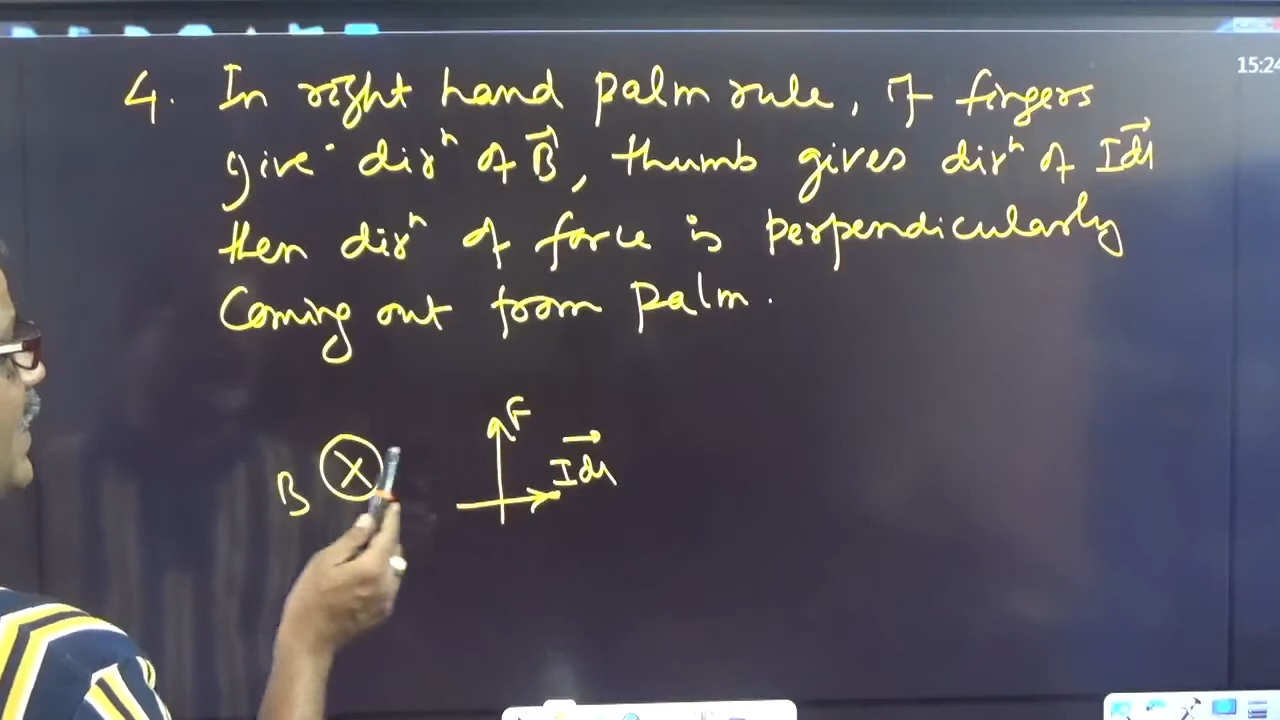 15:24
4. In right hand palm rule, if fingers
give dirⁿ of B⃗, thumb gives dirⁿ of Idl⃗
then dirⁿ of force is perpendicularly
Coming out from palm.
F
B X Idl⃗